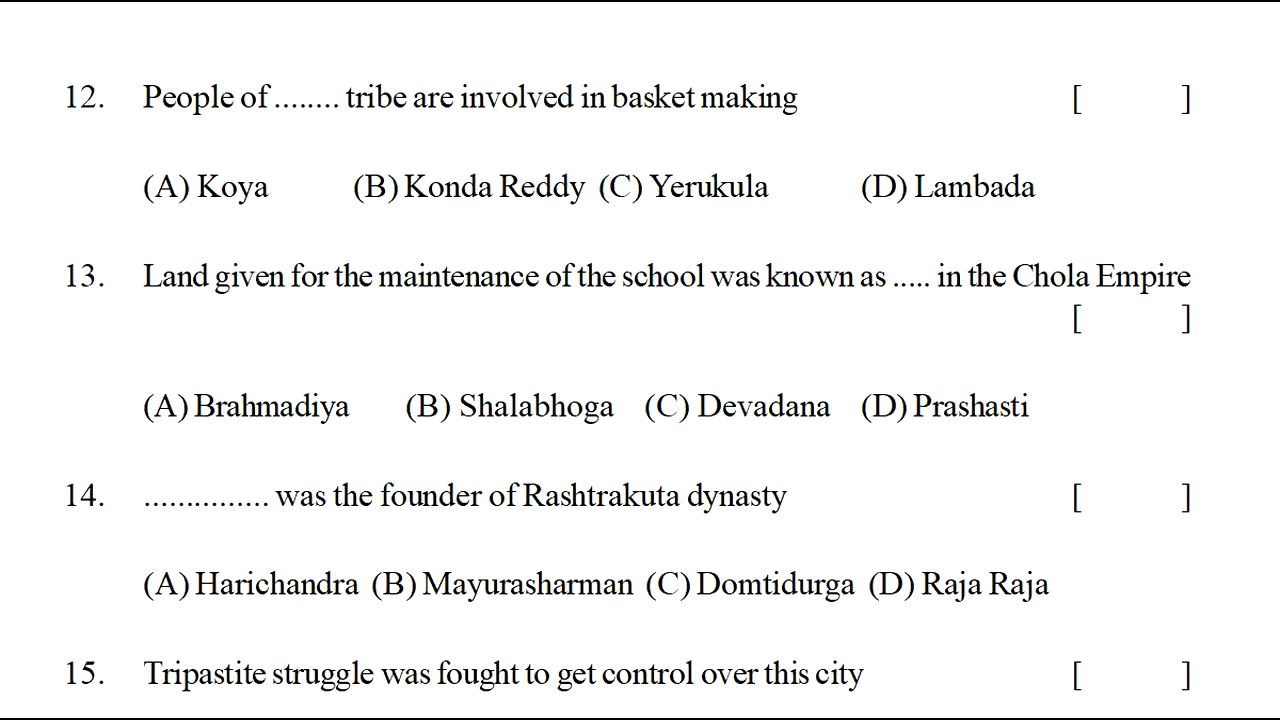 12. People of ........ tribe are involved in basket making [ ]
(A) Koya (B) Konda Reddy (C) Yerukula (D) Lambada
13. Land given for the maintenance of the school was known as ..... in the Chola Empire
[ ]
(A) Brahmadiya (B) Shalabhoga (C) Devadana (D) Prashasti
14. ............... was the founder of Rashtrakuta dynasty [ ]
(A) Harichandra (B) Mayurasharman (C) Domtidurga (D) Raja Raja
15. Tripastite struggle was fought to get control over this city [ ]